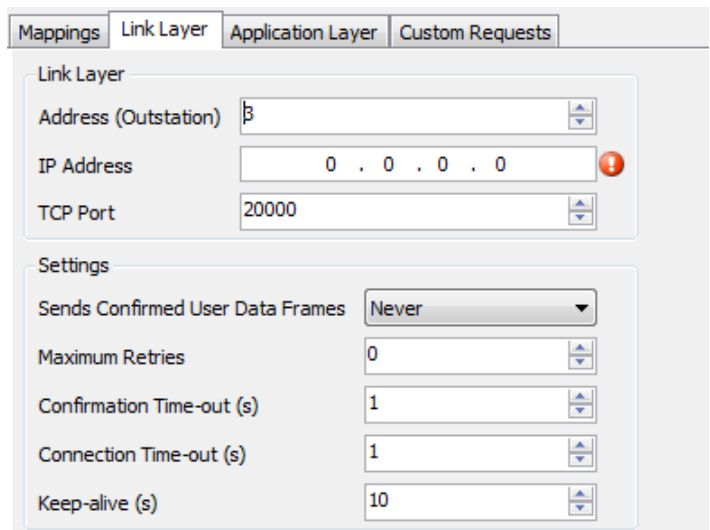 Mappings Link Layer Application Layer Custom Requests
Link Layer
Address (Outstation) 3
IP Address 0 . 0 . 0 . 0
TCP Port 20000
Settings
Sends Confirmed User Data Frames Never
Maximum Retries 0
Confirmation Time-out (s) 1
Connection Time-out (s) 1
Keep-alive (s) 10